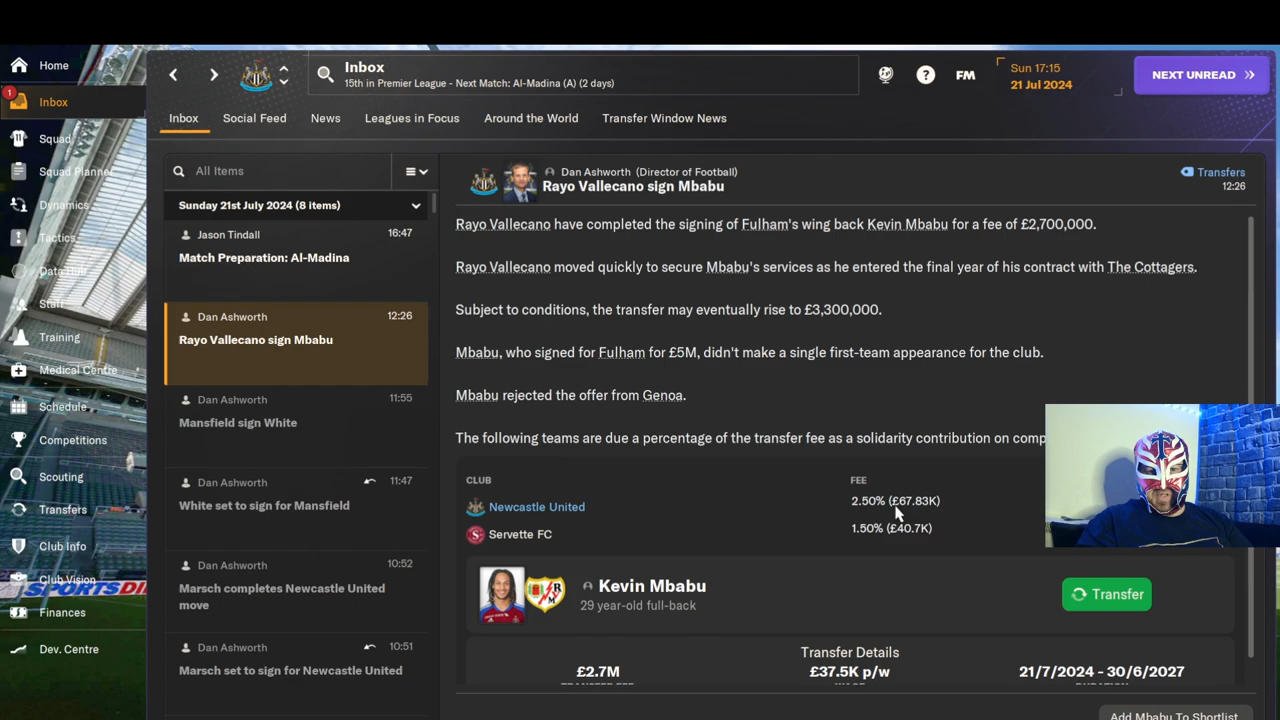 Home
Inbox
15th in Premier League - Next Match: Al-Madina (A) (2 days)
FM
Sun 17:15
21 Jul 2024
NEXT UNREAD
1
Inbox
Inbox
Social Feed
News
Leagues in Focus
Around the World
Transfer Window News
Squad
Squad Planner
Dynamics
Tactics
Data Hub
Staff
Training
Medical Centre
Schedule
Competitions
Scouting
Transfers
Club Info
Club Vision
Finances
Dev. Centre
SPORTSDI
All Items
Sunday 21st July 2024 (8 items)
Jason Tindall
16:47
Match Preparation: Al-Madina
Dan Ashworth
12:26
Rayo Vallecano sign Mbabu
Dan Ashworth
11:55
Mansfield sign White
Dan Ashworth
11:47
White set to sign for Mansfield
Dan Ashworth
10:52
Marsch completes Newcastle United
move
Dan Ashworth
10:51
Marsch set to sign for Newcastle United
Dan Ashworth (Director of Football)
Rayo Vallecano sign Mbabu
Transfers
12:26
Rayo Vallecano have completed the signing of Fulham's wing back Kevin Mbabu for a fee of £2,700,000.
Rayo Vallecano moved quickly to secure Mbabu's services as he entered the final year of his contract with The Cottagers.
Subject to conditions, the transfer may eventually rise to £3,300,000.
Mbabu, who signed for Fulham for £5M, didn't make a single first-team appearance for the club.
Mbabu rejected the offer from Genoa.
The following teams are due a percentage of the transfer fee as a solidarity contribution on comp
CLUB
FEE
Newcastle United
2.50% (£67.83K)
Servette FC
1.50% (£40.7K)
Kevin Mbabu
29 year-old full-back
Transfer
Transfer Details
£2.7M
£37.5K p/w
21/7/2024 - 30/6/2027
Add Mbabu To Shortlist